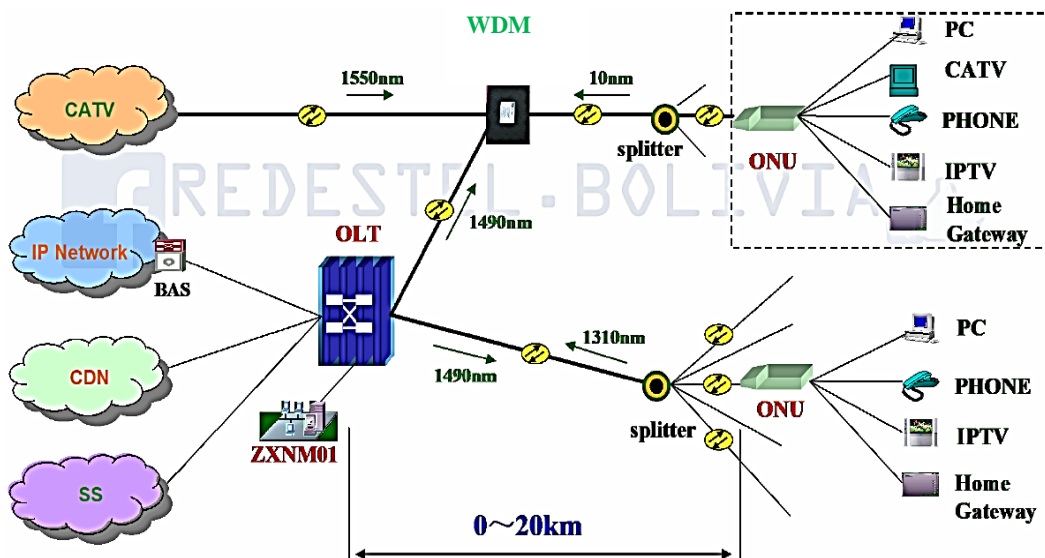 WDM
1550nm
10nm
CATV
splitter
ONU
PC
CATV
PHONE
IPTV
Home
Gateway
REDESTEL.BOLIVIA
1490nm
OLT
IP Network
BAS
1310nm
1490nm
CDN
splitter
ONU
PC
PHONE
IPTV
Home
Gateway
ZXNM01
SS
0~20km